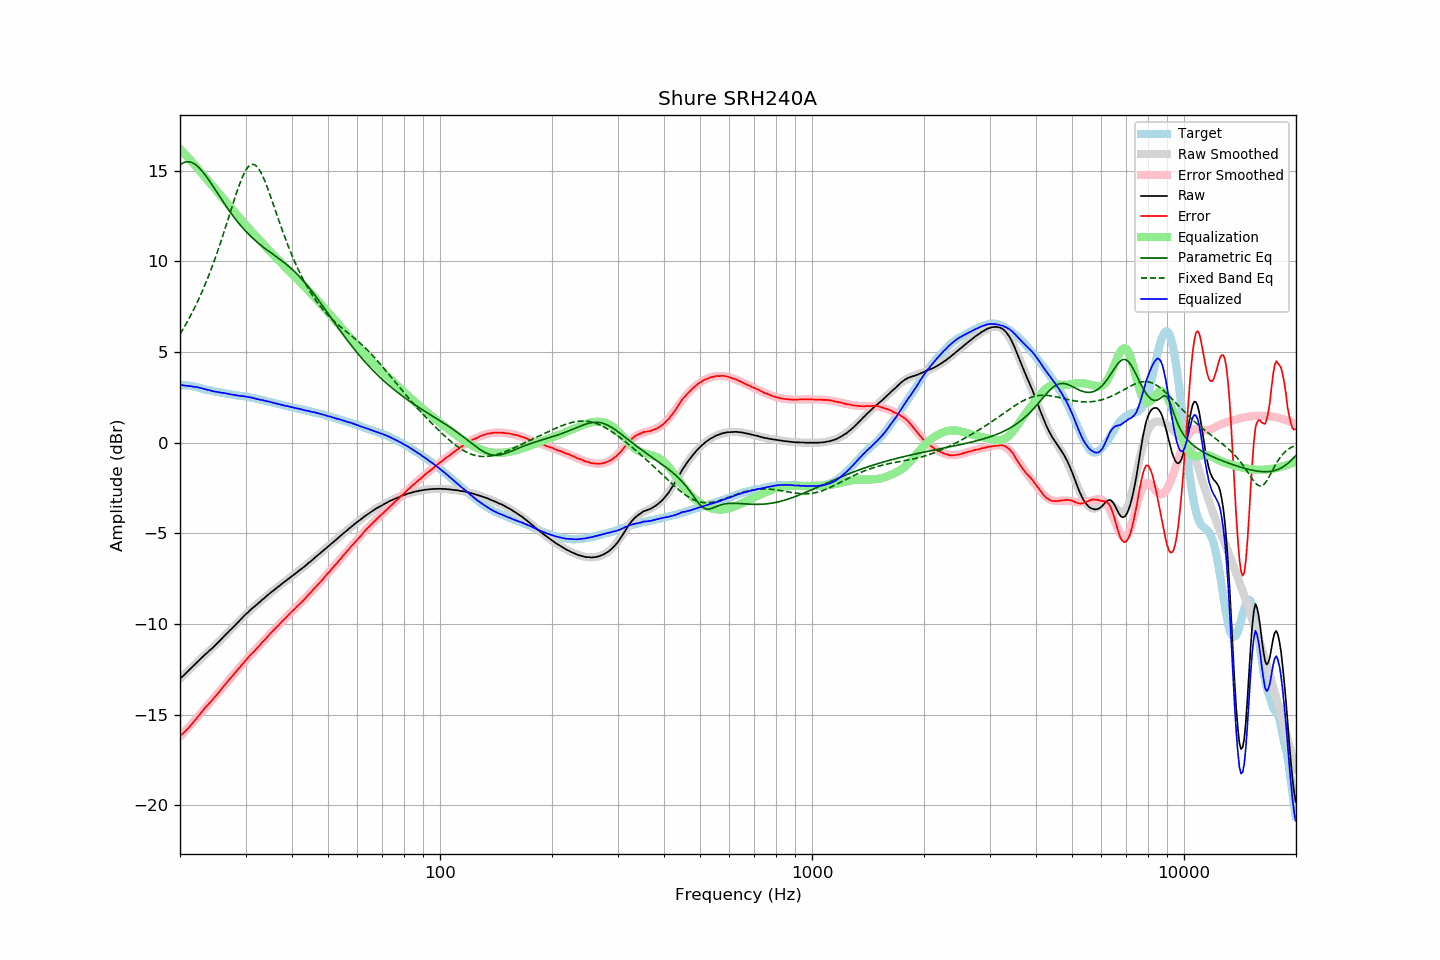 Shure SRH240A
Target
Raw Smoothed
Error Smoothed
Raw
Error
Equalization
Parametric Eq
Fixed Band Eq
Equalized
Amplitude (dBr)
15
10
5
0
−5
−10
−15
−20
100
1000
10000
Frequency (Hz)